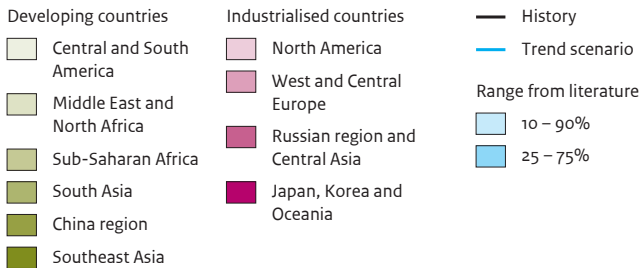 Developing countries
Central and South
America
Middle East and
North Africa
Sub-Saharan Africa
South Asia
China region
Southeast Asia
Industrialised countries
North America
West and Central
Europe
Russian region and
Central Asia
Japan, Korea and
Oceania
History
Trend scenario
Range from literature
10 – 90%
25 – 75%